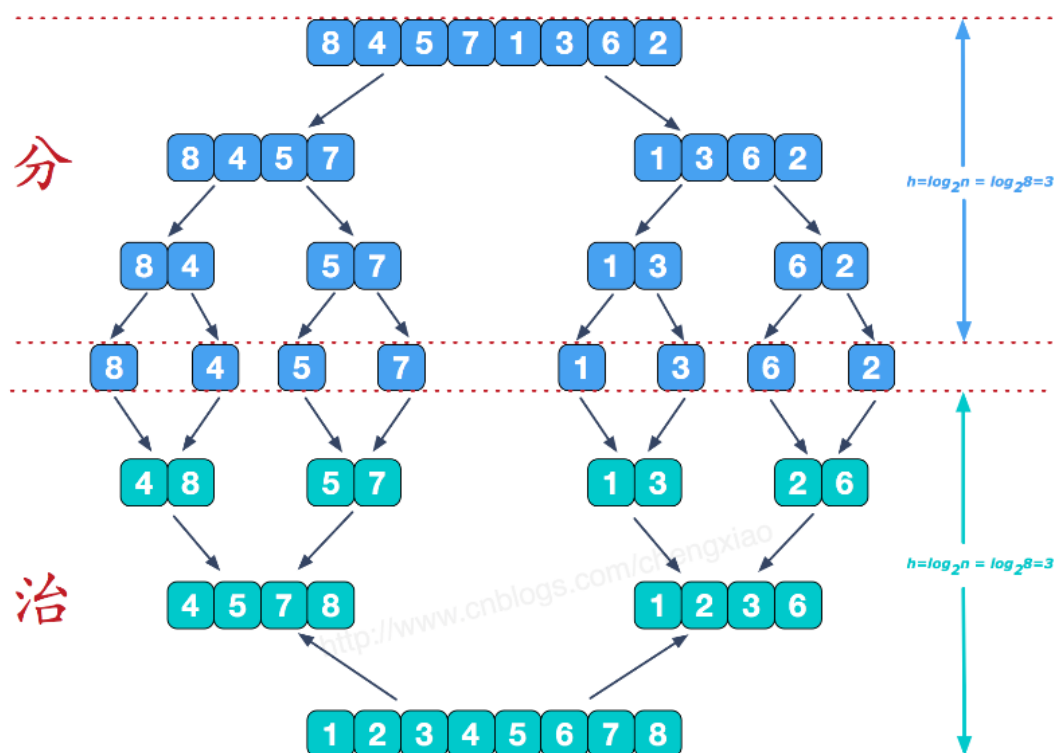 8 4 5 7 1 3 6 2
分
8 4 5 7 1 3 6 2
h=log₂n = log₂8=3
8 4 5 7 1 3 6 2
8 4 5 7 1 3 6 2
4 8 5 7 1 3 2 6
h=log₂n = log₂8=3
治
4 5 7 8 1 2 3 6
http://www.cnblogs.com/chengxiao
1 2 3 4 5 6 7 8